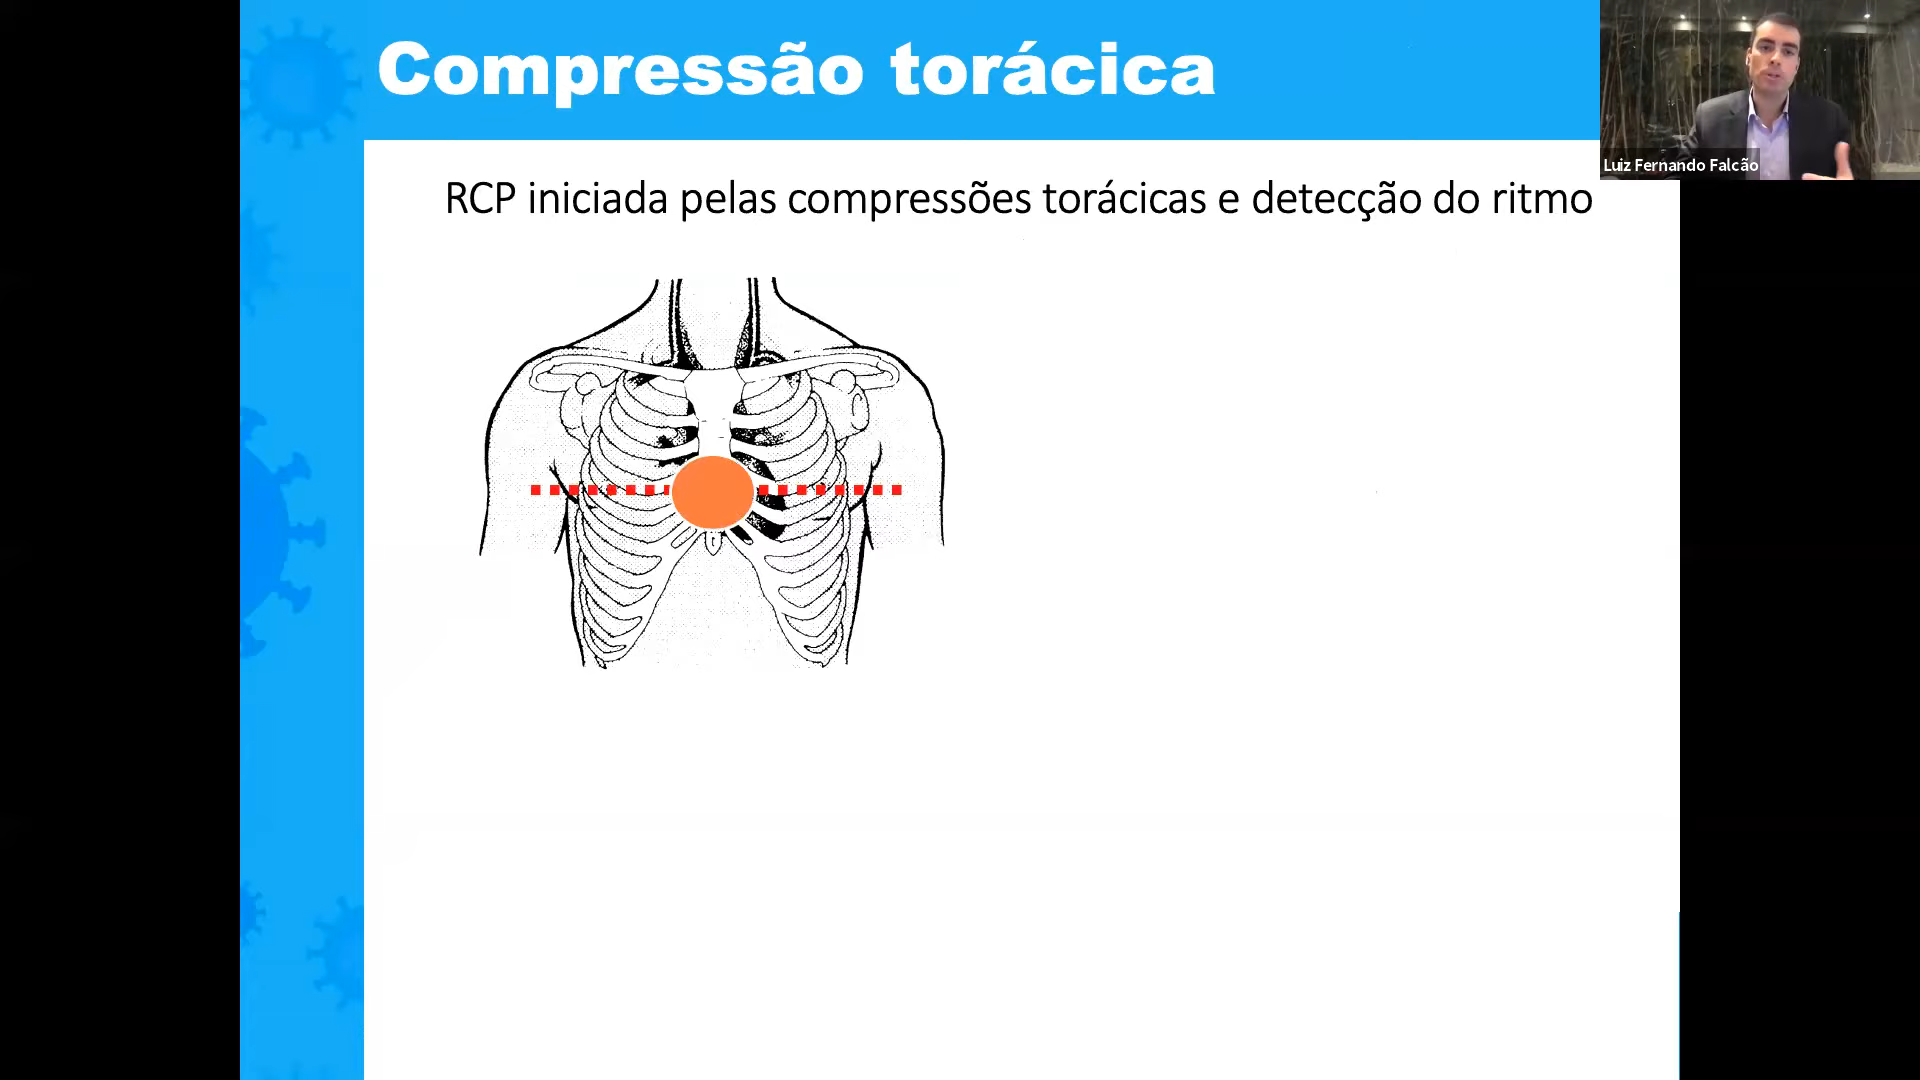 Compressão torácica
Luiz Fernando Falcão
RCP iniciada pelas compressões torácicas e detecção do ritmo